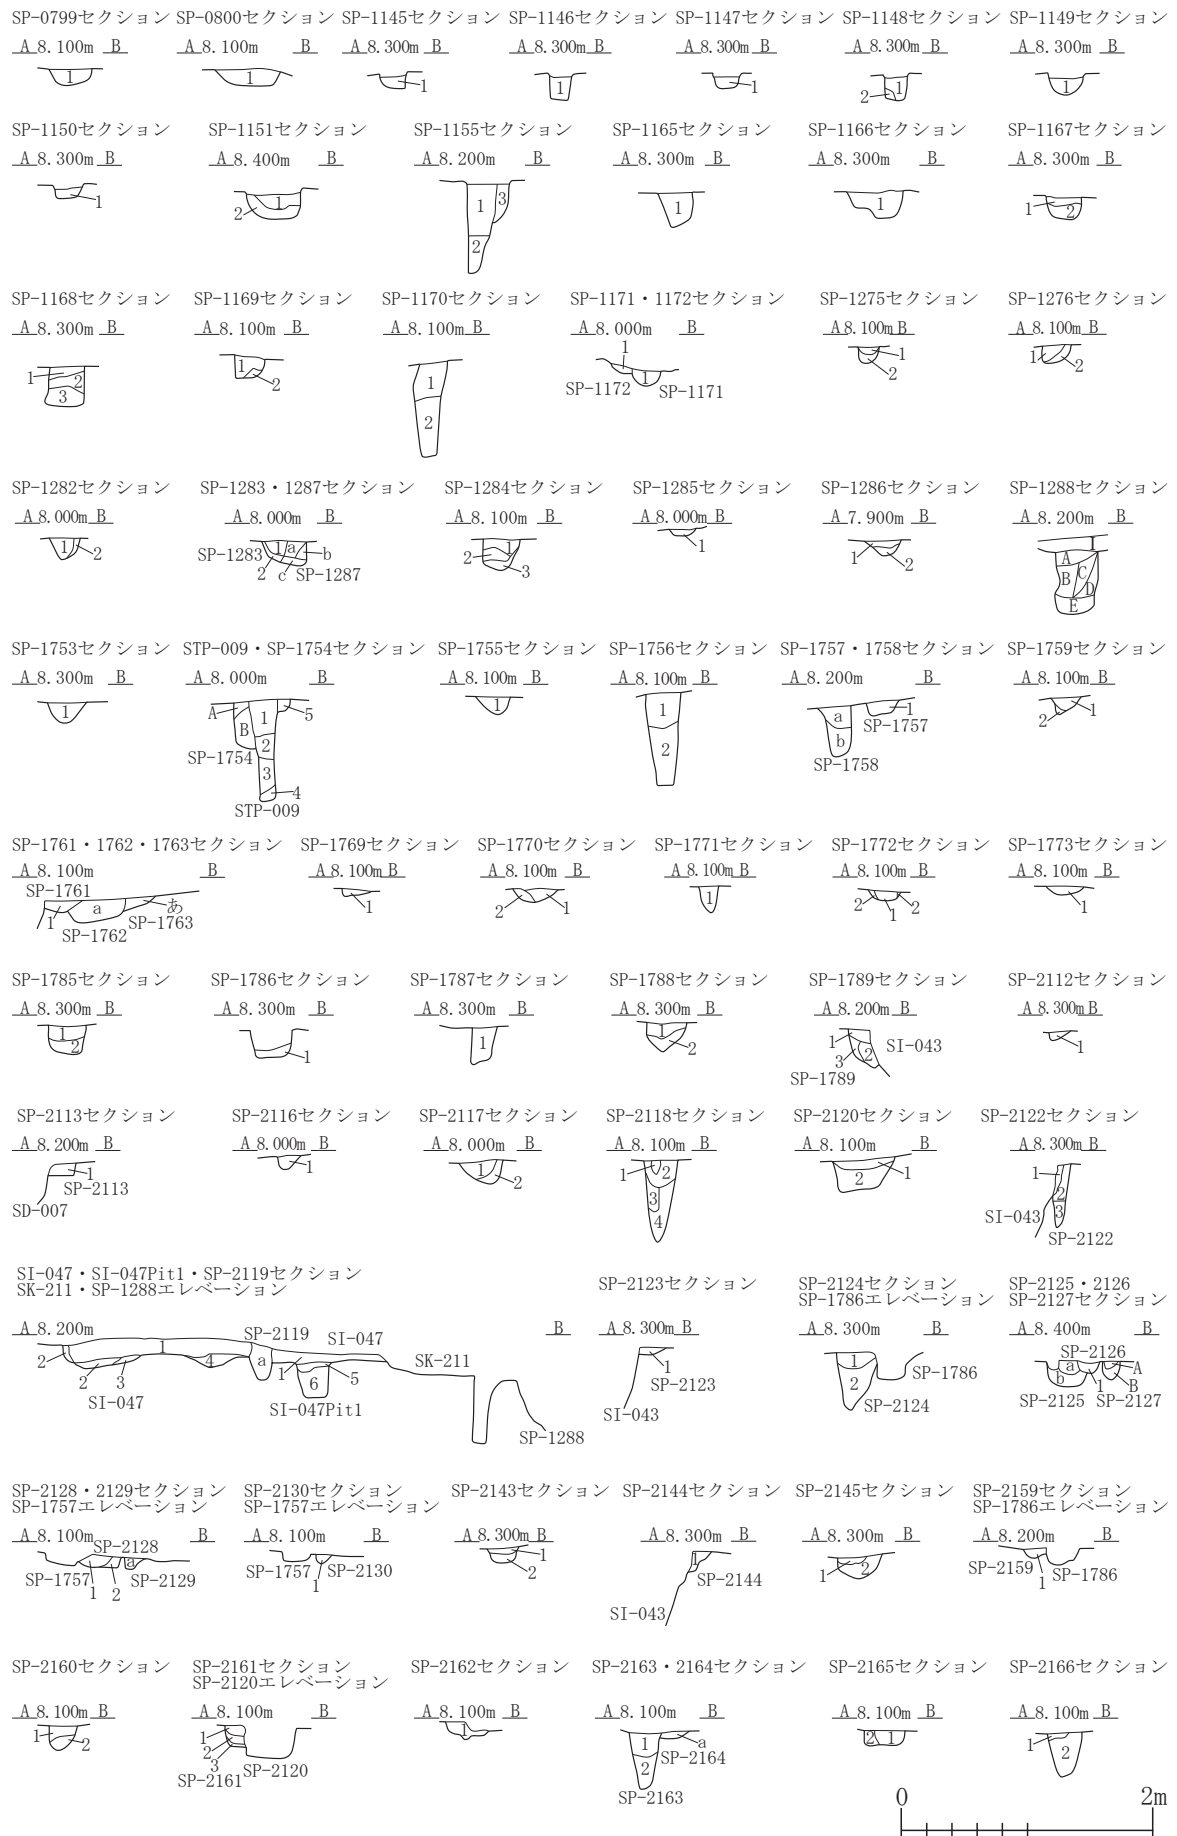 SP-0799セクション SP-0800セクション SP-1145セクション SP-1146セクション SP-1147セクション SP-1148セクション SP-1149セクション
A 8.100m B A 8.100m B A 8.300m B A 8.300m B A 8.300m B A 8.300m B A 8.300m B
1 1 1 1 1 2 1 1
SP-1150セクション SP-1151セクション SP-1155セクション SP-1165セクション SP-1166セクション SP-1167セクション
A 8.300m B A 8.400m B A 8.200m B A 8.300m B A 8.300m B A 8.300m B
1 2 1 1 3 2 1 1 1 2
SP-1168セクション SP-1169セクション SP-1170セクション SP-1171・1172セクション SP-1275セクション SP-1276セクション
A 8.300m B A 8.100m B A 8.100m B A 8.000m B A 8.100m B A 8.100m B
1 2 3 1 2 1 2 1 1 SP-1172 SP-1171 1 2 1 2
SP-1282セクション SP-1283・1287セクション SP-1284セクション SP-1285セクション SP-1286セクション SP-1288セクション
A 8.000m B A 8.000m B A 8.100m B A 8.000m B A 7.900m B A 8.200m B
1 2 SP-1283 1 a b 2 c SP-1287 1 2 3 1 1 2 I A B C D E
SP-1753セクション STP-009・SP-1754セクション SP-1755セクション SP-1756セクション SP-1757・1758セクション SP-1759セクション
A 8.300m B A 8.000m B A 8.100m B A 8.100m B A 8.200m B A 8.100m B
1 A 1 5 B 2 SP-1754 3 4 STP-009 1 1 2 a 1 SP-1757 b SP-1758 2 1
SP-1761・1762・1763セクション SP-1769セクション SP-1770セクション SP-1771セクション SP-1772セクション SP-1773セクション
A 8.100m B A 8.100m B A 8.100m B A 8.100m B A 8.100m B A 8.100m B
SP-1761 a あ 1 SP-1762 SP-1763 1 2 1 1 2 1 2 1
SP-1785セクション SP-1786セクション SP-1787セクション SP-1788セクション SP-1789セクション SP-2112セクション
A 8.300m B A 8.300m B A 8.300m B A 8.300m B A 8.200m B A 8.300m B
1 2 1 1 1 2 1 2 3 SI-043 SP-1789 1
SP-2113セクション SP-2116セクション SP-2117セクション SP-2118セクション SP-2120セクション SP-2122セクション
A 8.200m B A 8.000m B A 8.000m B A 8.100m B A 8.100m B A 8.300m B
1 SP-2113 SD-007 1 1 2 1 2 3 4 1 2 1 2 3 SI-043 SP-2122
SI-047・SI-047Pit1・SP-2119セクション SP-2123セクション SP-2124セクション SP-2125・2126
SK-211・SP-1288エレベーション SP-1786エレベーション SP-2127セクション
A 8.200m B A 8.300m B A 8.300m B A 8.400m B
SP-2119 SI-047 1 2 2 3 4 a 1 5 6 SK-211 SI-047 SI-047Pit1 SP-1288 1 SP-2123 SI-043 1 2 SP-1786 SP-2124 SP-2126 a b 1 A B SP-2125 SP-2127
SP-2128・2129セクション SP-2130セクション SP-2143セクション SP-2144セクション SP-2145セクション SP-2159セクション
SP-1757エレベーション SP-1757エレベーション SP-1786エレベーション
A 8.100m B A 8.100m B A 8.300m B A 8.300m B A 8.300m B A 8.200m B
SP-2128 SP-1757 a SP-2129 1 2 SP-1757 SP-2130 1 1 2 1 SP-2144 SI-043 1 2 SP-2159 1 SP-1786
SP-2160セクション SP-2161セクション SP-2162セクション SP-2163・2164セクション SP-2165セクション SP-2166セクション
SP-2120エレベーション
A 8.100m B A 8.100m B A 8.100m B A 8.100m B A 8.100m B A 8.100m B
1 2 1 2 3 SP-2161 SP-2120 1 1 a 2 SP-2164 SP-2163 2 1 1 2
0 2m